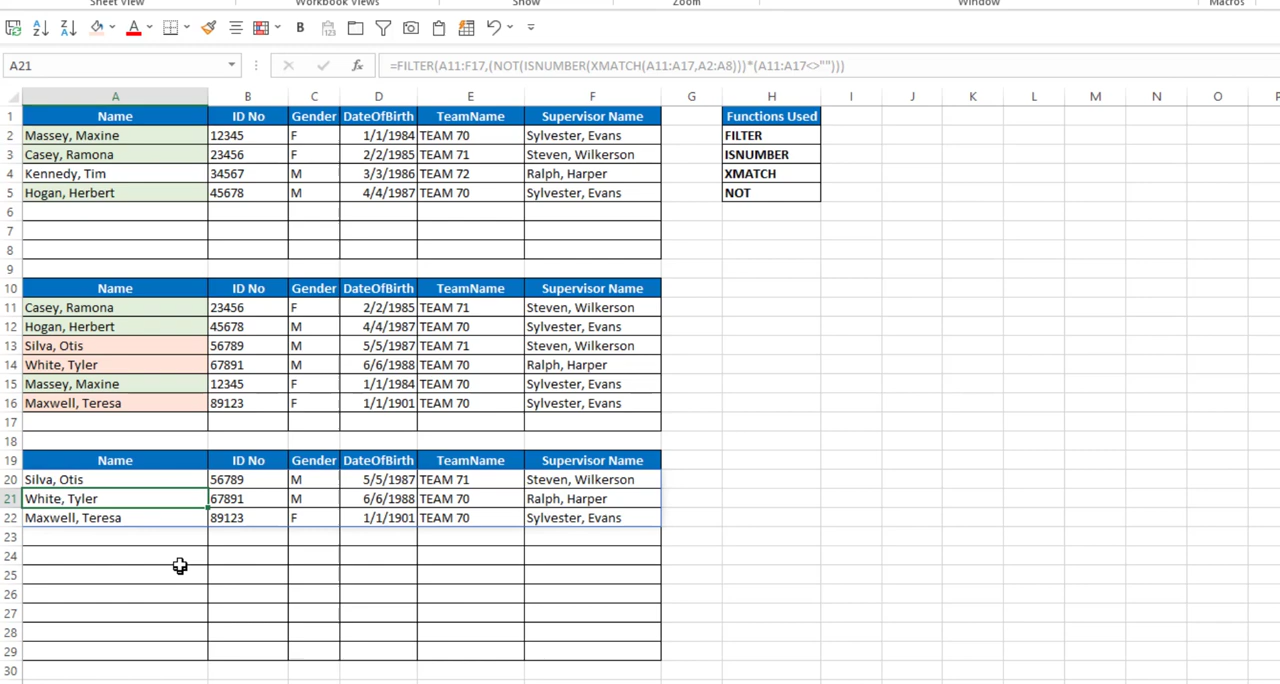 Sheet View Workbook Views Show Zoom Window Macros
A21 fx =FILTER(A11:F17,(NOT(ISNUMBER(XMATCH(A11:A17,A2:A8)))*(A11:A17<>"")))
A B C D E F G H I J K L M N O P
1 Name ID No Gender DateOfBirth TeamName Supervisor Name Functions Used
2 Massey, Maxine 12345 F 1/1/1984 TEAM 70 Sylvester, Evans FILTER
3 Casey, Ramona 23456 F 2/2/1985 TEAM 71 Steven, Wilkerson ISNUMBER
4 Kennedy, Tim 34567 M 3/3/1986 TEAM 72 Ralph, Harper XMATCH
5 Hogan, Herbert 45678 M 4/4/1987 TEAM 70 Sylvester, Evans NOT
6
7
8
9
10 Name ID No Gender DateOfBirth TeamName Supervisor Name
11 Casey, Ramona 23456 F 2/2/1985 TEAM 71 Steven, Wilkerson
12 Hogan, Herbert 45678 M 4/4/1987 TEAM 70 Sylvester, Evans
13 Silva, Otis 56789 M 5/5/1987 TEAM 71 Steven, Wilkerson
14 White, Tyler 67891 M 6/6/1988 TEAM 70 Ralph, Harper
15 Massey, Maxine 12345 F 1/1/1984 TEAM 70 Sylvester, Evans
16 Maxwell, Teresa 89123 F 1/1/1901 TEAM 70 Sylvester, Evans
17
18
19 Name ID No Gender DateOfBirth TeamName Supervisor Name
20 Silva, Otis 56789 M 5/5/1987 TEAM 71 Steven, Wilkerson
21 White, Tyler 67891 M 6/6/1988 TEAM 70 Ralph, Harper
22 Maxwell, Teresa 89123 F 1/1/1901 TEAM 70 Sylvester, Evans
23
24
25
26
27
28
29
30